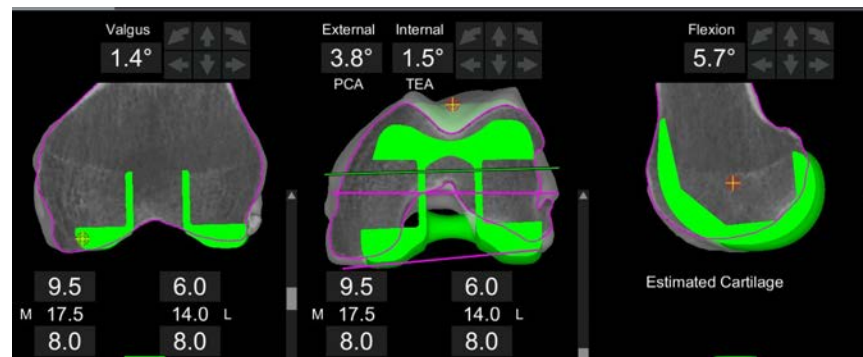 Valgus
1.4°
External Internal
3.8° 1.5°
PCA TEA
Flexion
5.7°
9.5 6.0
M 17.5 14.0 L
8.0 8.0
9.5 6.0
M 17.5 14.0 L
8.0 8.0
Estimated Cartilage